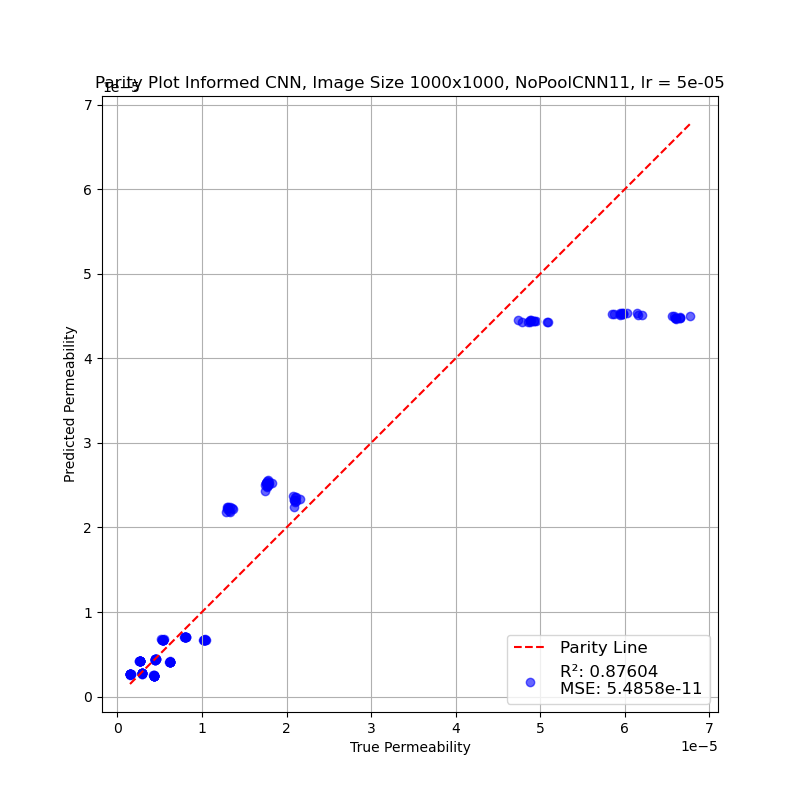 Parity Plot Informed CNN, Image Size 1000x1000, NoPoolCNN11, lr = 5e-05
1e−5
7
6
5
4
3
2
1
0
Predicted Permeability
Parity Line
R²: 0.87604
MSE: 5.4858e-11
0 1 2 3 4 5 6 7
True Permeability
1e−5